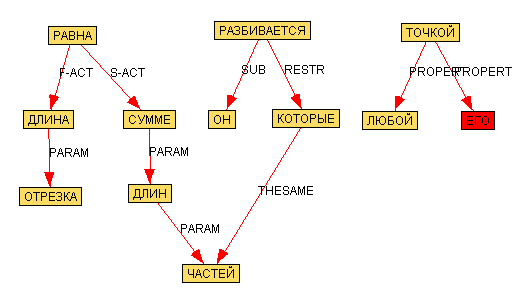 РАВНА
РАЗБИВАЕТСЯ
ТОЧКОЙ
F-ACT
S-ACT
SUB
RESTR
PROPERT
PROPERT
ДЛИНА
СУММЕ
ОН
КОТОРЫЕ
ЛЮБОЙ
ЕГО
PARAM
PARAM
THESAME
ОТРЕЗКА
ДЛИН
PARAM
ЧАСТЕЙ